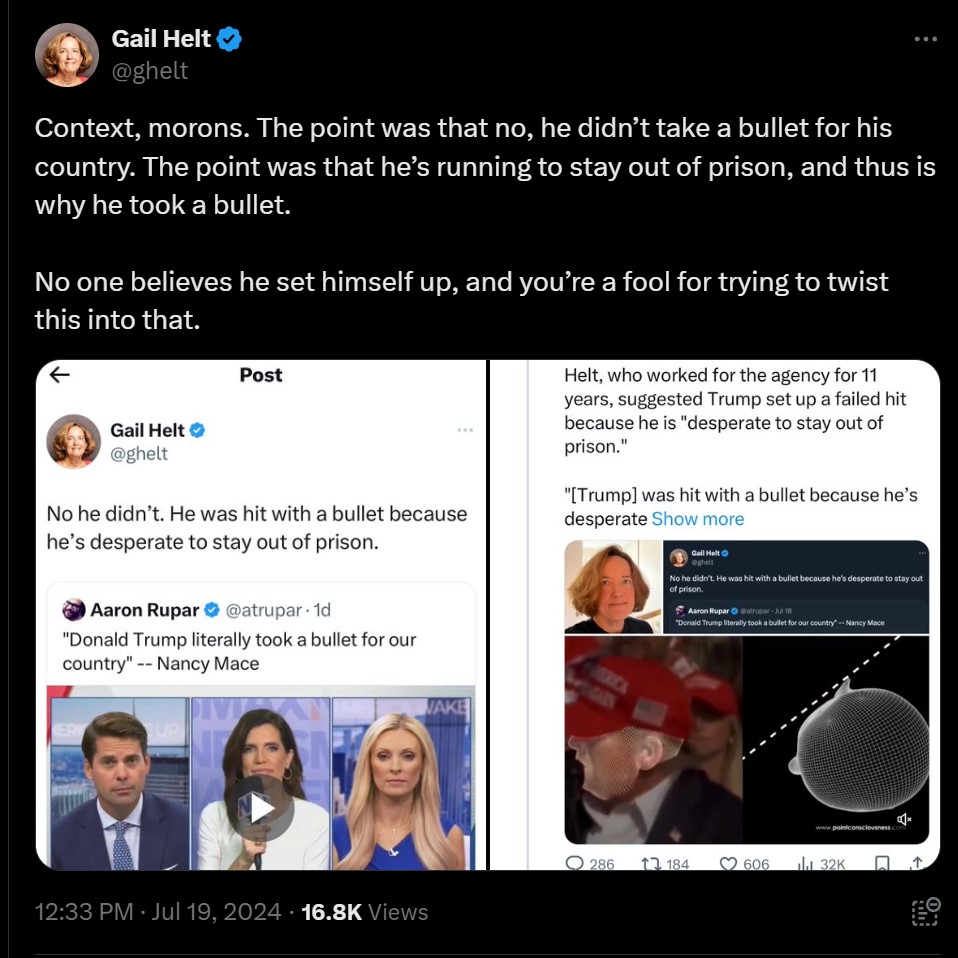 Gail Helt
@ghelt
Context, morons. The point was that no, he didn’t take a bullet for his
country. The point was that he’s running to stay out of prison, and thus is
why he took a bullet.
No one believes he set himself up, and you’re a fool for trying to twist
this into that.
Post
Gail Helt
@ghelt
No he didn’t. He was hit with a bullet because
he’s desperate to stay out of prison.
Aaron Rupar @atrupar · 1d
"Donald Trump literally took a bullet for our
country" -- Nancy Mace
Helt, who worked for the agency for 11
years, suggested Trump set up a failed hit
because he is "desperate to stay out of
prison."
"[Trump] was hit with a bullet because he’s
desperate Show more
Gail Helt
@ghelt
No he didn’t. He was hit with a bullet because he’s desperate to stay out
of prison.
Aaron Rupar @atrupar · Jul 18
"Donald Trump literally took a bullet for our country" -- Nancy Mace
www.pointconsciousness.com
286 184 606 32K
12:33 PM · Jul 19, 2024 · 16.8K Views